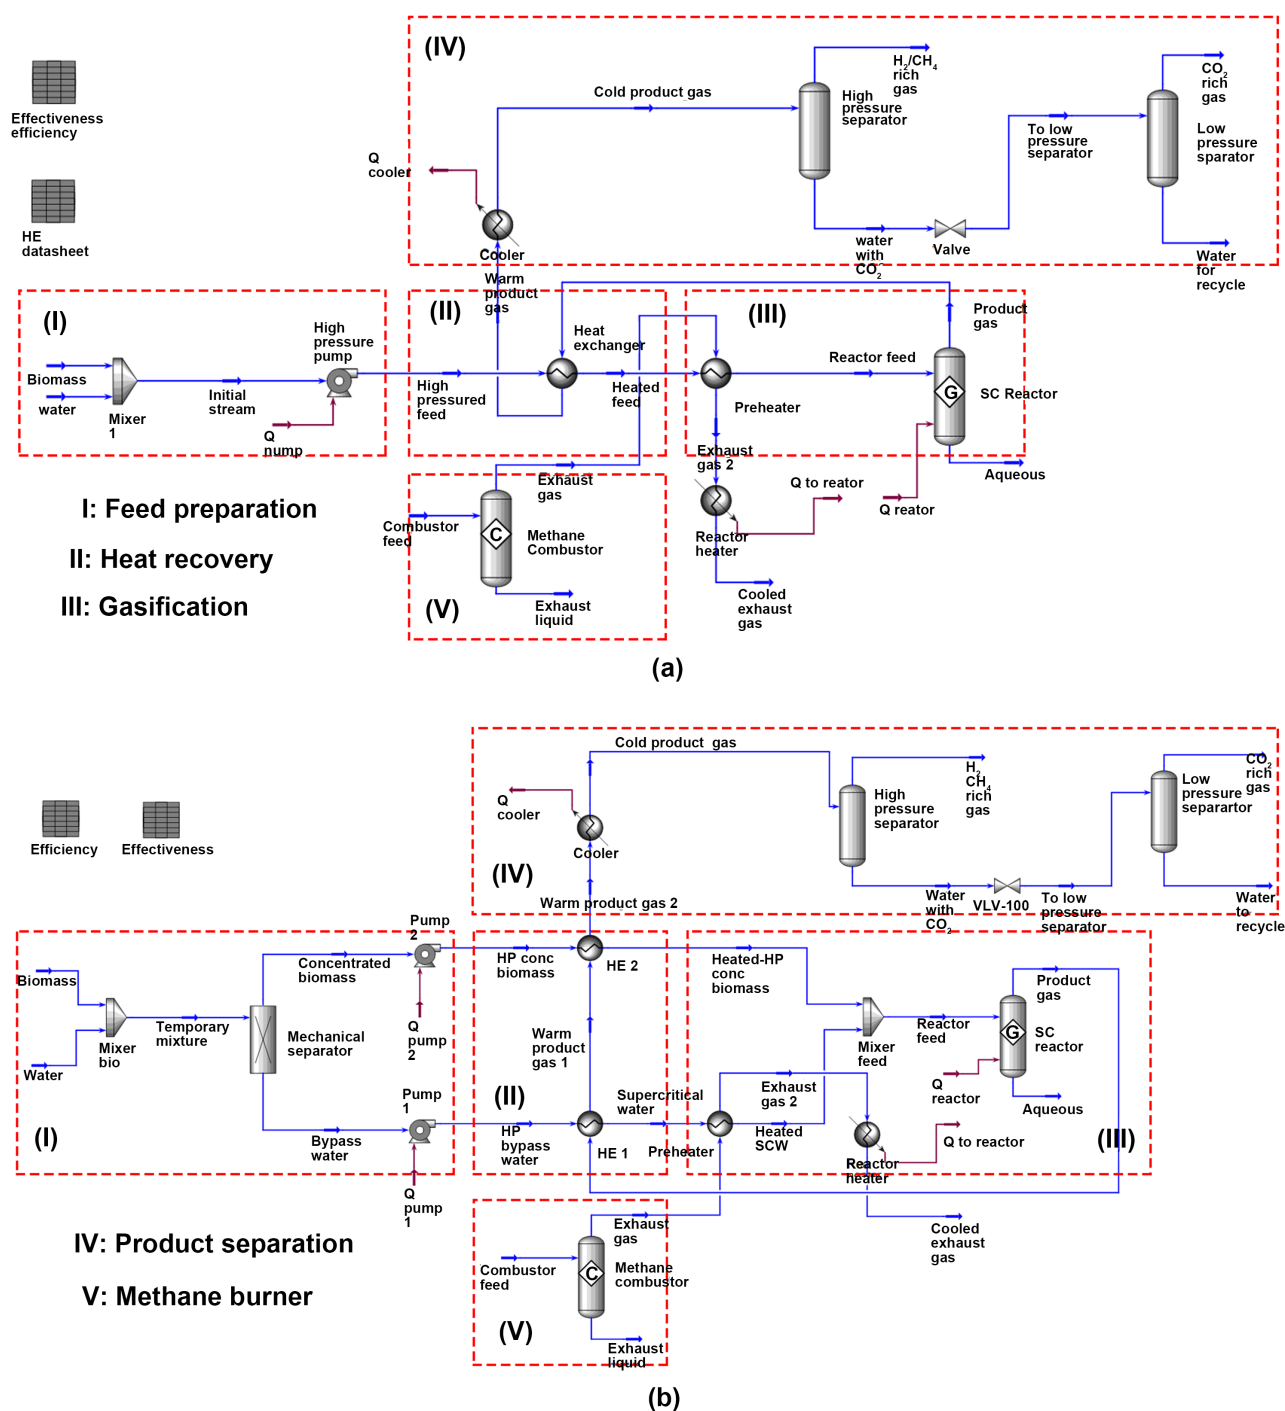 (IV)
H2/CH4
rich
gas
CO2
rich
gas
Effectiveness
efficiency
Cold product gas
High
pressure
separator
To low
pressure
separator
Low
pressure
sparator
Q
cooler
HE
datasheet
Cooler
water
with
CO2
Valve
Water
for
recycle
Warm
product
gas
(I)
High
pressure
pump
(II)
Heat
exchanger
(III)
Product
gas
Biomass
water
Mixer
1
Initial
stream
Q
High
pressured
feed
Heated
feed
Preheater
Reactor feed
G
SC Reactor
Exhaust
gas 2
Exhaust
gas
Q to reator
Q reator
Aqueous
I: Feed preparation
Combustor
feed
C
Methane
Combustor
Reactor
heater
II: Heat recovery
III: Gasification
(V)
Exhaust
liquid
Cooled
exhaust
gas
(a)
Cold product gas
H2
CH4
rich
gas
CO2
rich
gas
Q
cooler
High
pressure
separator
Low
pressure
separartor
Efficiency
Effectiveness
Cooler
(IV)
Warm product gas 2
Water
with
CO2
VLV-100
To low
pressure
separator
Water
to
recycle
Pump
2
Biomass
Concentrated
biomass
HP conc
biomass
HE 2
Heated-HP
conc
biomass
Product
gas
Mixer
bio
Temporary
mixture
Mechanical
separator
Q
pump
2
Warm
product
gas 1
Mixer
feed
Reactor
feed
G
SC
reactor
Water
Pump
1
(II)
Supercritical
water
Exhaust
gas 2
Q
reactor
Aqueous
(I)
Bypass
water
HP
bypass
water
HE 1
Preheater
Heated
SCW
Q to reactor
(III)
Reactor
heater
Q
pump
1
IV: Product separation
Exhaust
gas
Cooled
exhaust
gas
Combustor
feed
C
Methane
combustor
V: Methane burner
(V)
Exhaust
liquid
(b)